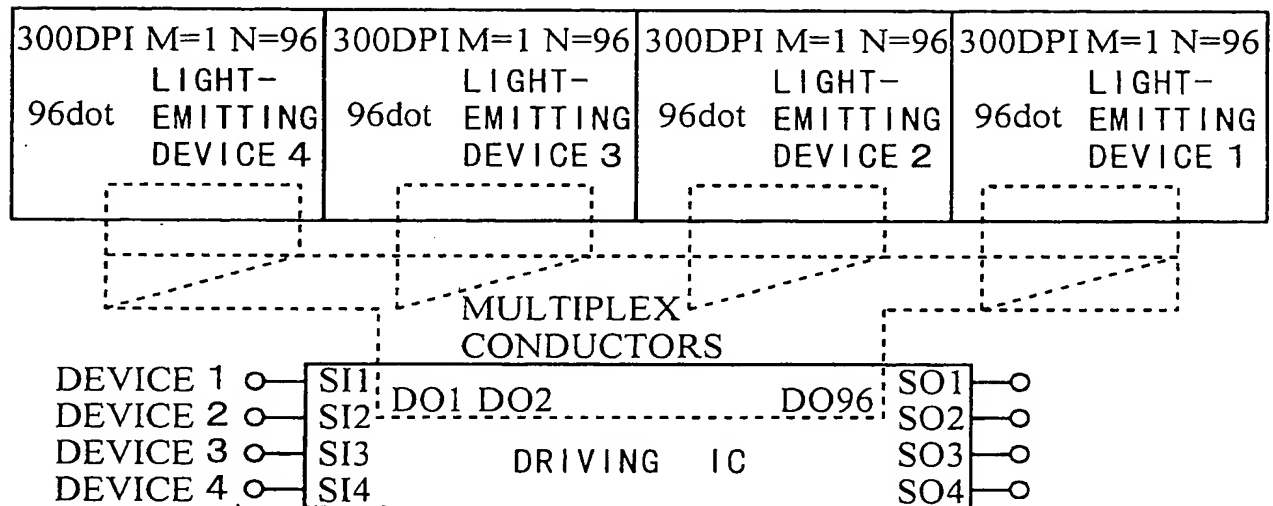 300DPI M=1 N=96 300DPI M=1 N=96 300DPI M=1 N=96 300DPI M=1 N=96
LIGHT- LIGHT- LIGHT- LIGHT-
96dot EMITTING 96dot EMITTING 96dot EMITTING 96dot EMITTING
DEVICE 4 DEVICE 3 DEVICE 2 DEVICE 1
MULTIPLEX
CONDUCTORS
DEVICE 1 SI1 DO1 DO2 DO96 SO1
DEVICE 2 SI2 SO2
DEVICE 3 SI3 DRIVING IC SO3
DEVICE 4 SI4 SO4